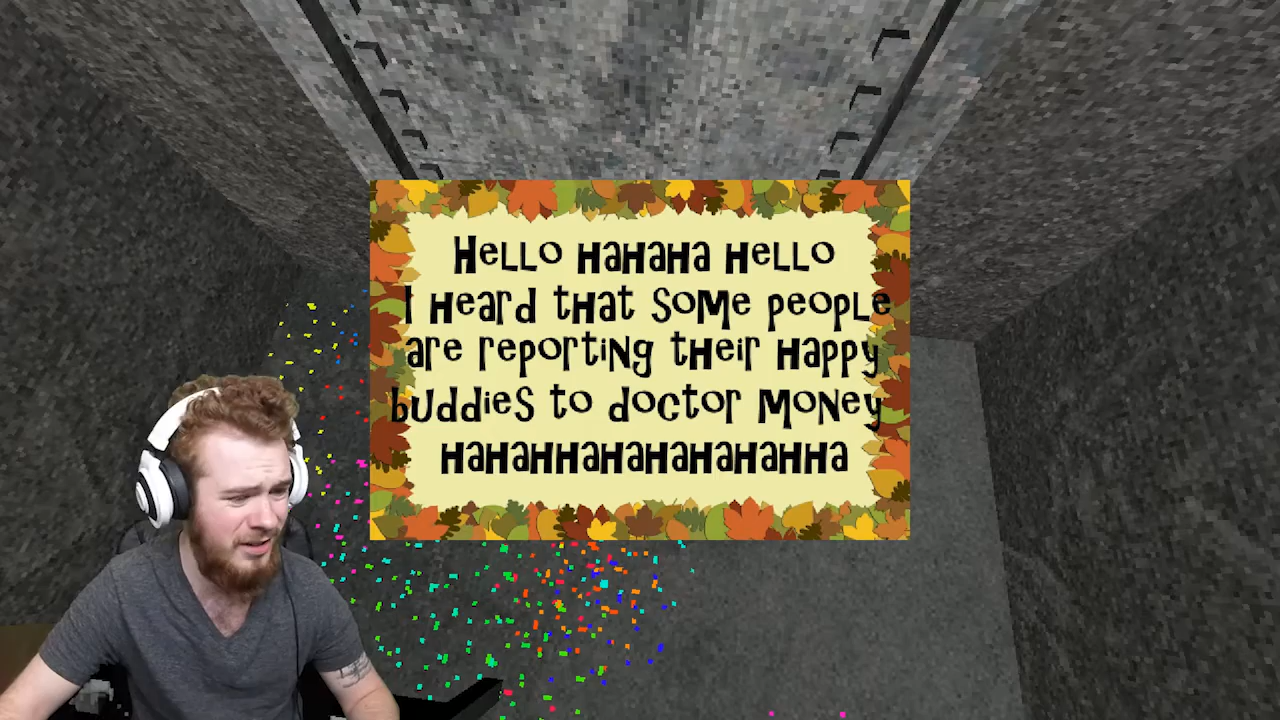 Hello HaHaHa Hello
I Heard tHat SoMe people
are reportiNg tHeir Happy
buddieS to doctor MoNey
HaHaHHaHaHaHaHaHHa